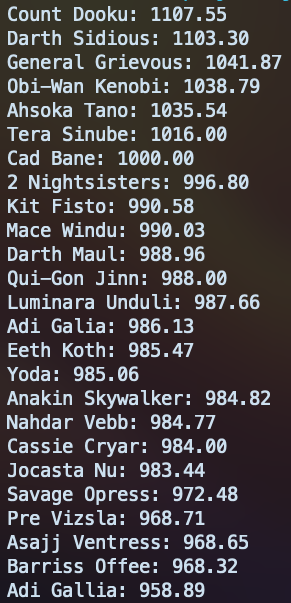 Count Dooku: 1107.55
Darth Sidious: 1103.30
General Grievous: 1041.87
Obi-Wan Kenobi: 1038.79
Ahsoka Tano: 1035.54
Tera Sinube: 1016.00
Cad Bane: 1000.00
2 Nightsisters: 996.80
Kit Fisto: 990.58
Mace Windu: 990.03
Darth Maul: 988.96
Qui-Gon Jinn: 988.00
Luminara Unduli: 987.66
Adi Galia: 986.13
Eeth Koth: 985.47
Yoda: 985.06
Anakin Skywalker: 984.82
Nahdar Vebb: 984.77
Cassie Cryar: 984.00
Jocasta Nu: 983.44
Savage Opress: 972.48
Pre Vizsla: 968.71
Asajj Ventress: 968.65
Barriss Offee: 968.32
Adi Gallia: 958.89